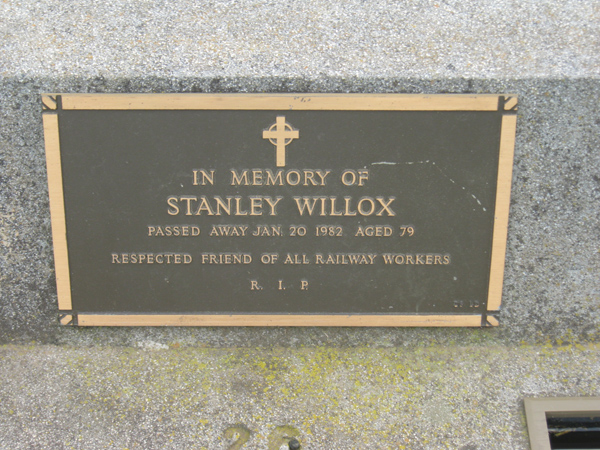 IN MEMORY OF
STANLEY WILLOX
PASSED AWAY JAN. 20 1982 AGED 79
RESPECTED FRIEND OF ALL RAILWAY WORKERS
R. I. P.